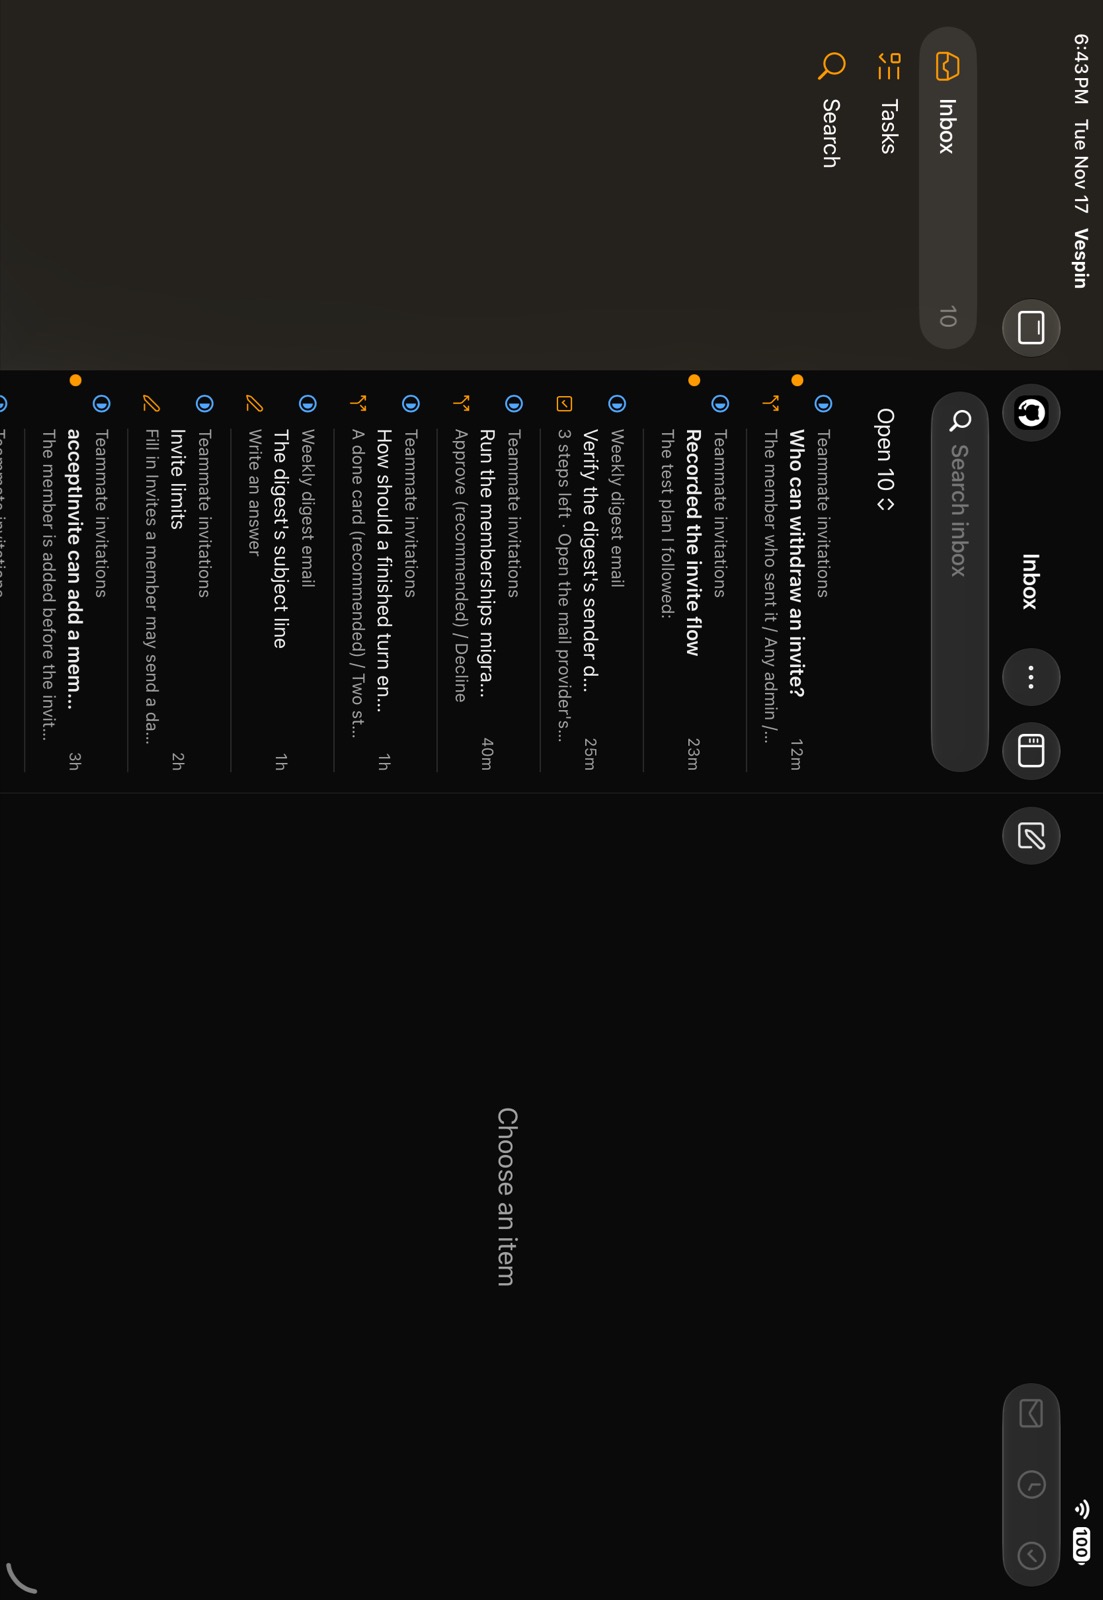 6:43 PM Tue Nov 17 Vespin
100
Inbox 10
Tasks
Search
Inbox
Search inbox
Open 10
Teammate invitations
Who can withdraw an invite? 12m
The member who sent it / Any admin /...
Teammate invitations
Recorded the invite flow 23m
The test plan I followed:
Weekly digest email
Verify the digest's sender d... 25m
3 steps left · Open the mail provider's...
Teammate invitations
Run the memberships migra... 40m
Approve (recommended) / Decline
Teammate invitations
How should a finished turn en... 1h
A done card (recommended) / Two st...
Weekly digest email
The digest's subject line 1h
Write an answer
Teammate invitations
Invite limits 2h
Fill in Invites a member may send a da...
Teammate invitations
acceptInvite can add a mem... 3h
The member is added before the invit...
Teammate invitations
Choose an item